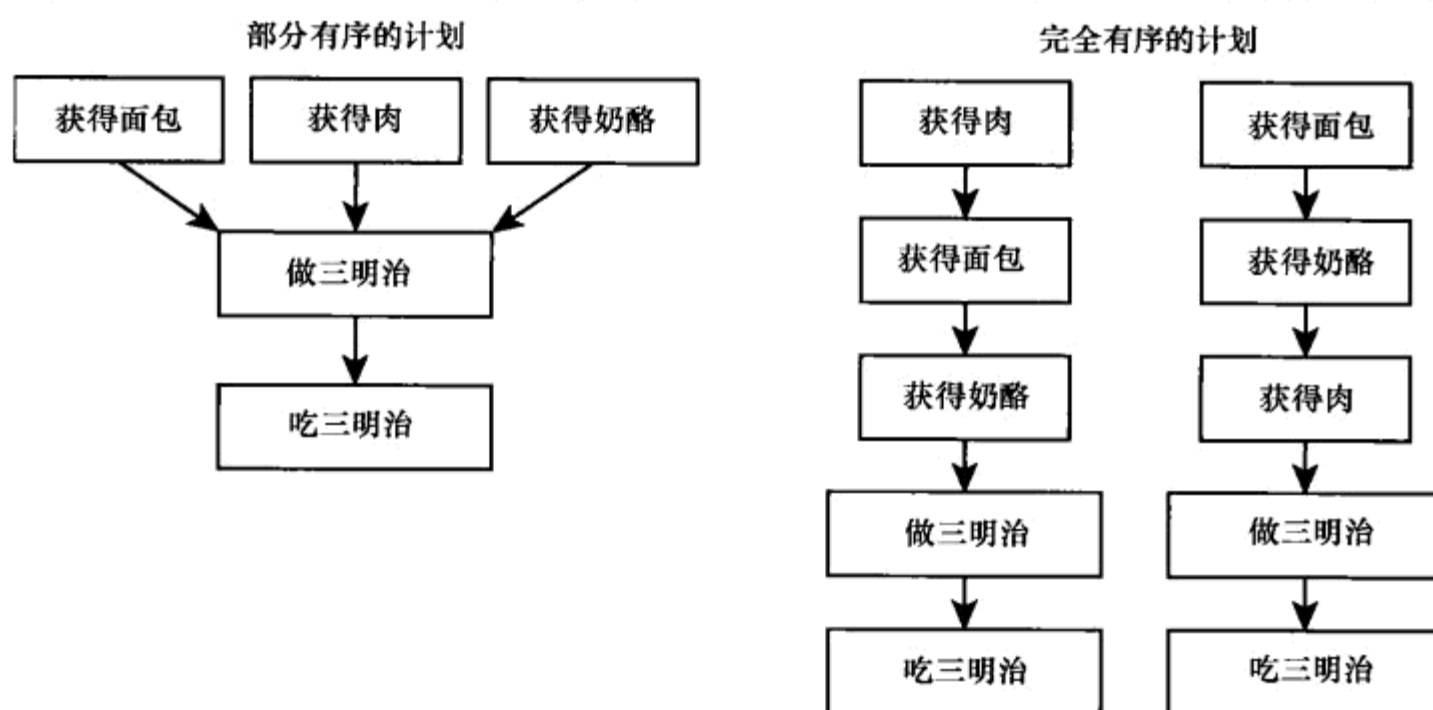 部分有序的计划
获得面包
获得肉
获得奶酪
做三明治
吃三明治
完全有序的计划
获得肉
获得面包
获得奶酪
做三明治
吃三明治
获得面包
获得奶酪
获得肉
做三明治
吃三明治